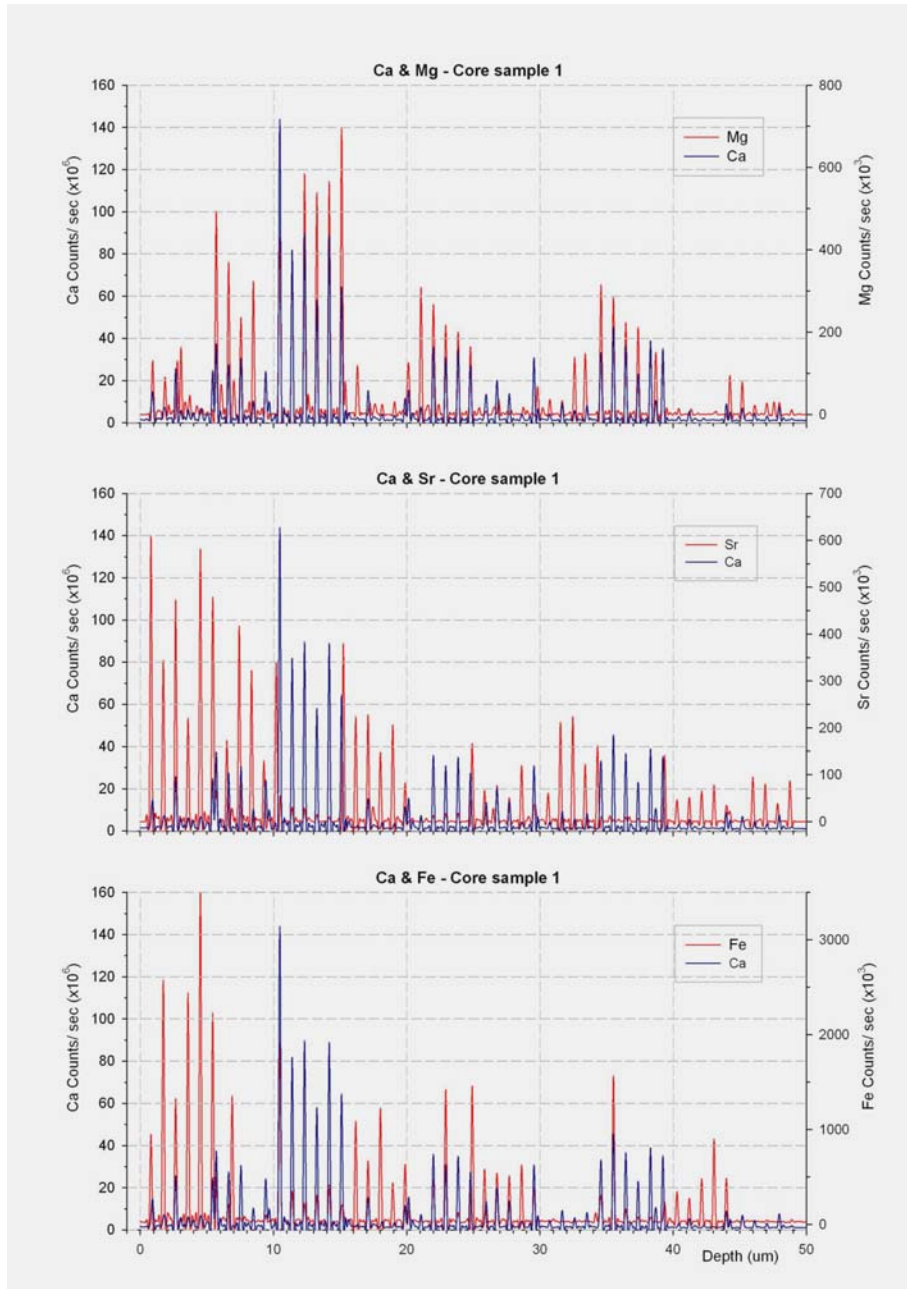 Ca & Mg - Core sample 1
160
140
120
100
80
60
40
20
0
Ca Counts/ sec (x10⁶)
800
600
400
200
0
Mg Counts/ sec (x10³)
Mg
Ca
Ca & Sr - Core sample 1
160
140
120
100
80
60
40
20
0
Ca Counts/ sec (x10⁶)
700
600
500
400
300
200
100
0
Sr Counts/ sec (x10³)
Sr
Ca
Ca & Fe - Core sample 1
160
140
120
100
80
60
40
20
0
Ca Counts/ sec (x10⁶)
3000
2000
1000
0
Fe Counts/ sec (x10³)
Fe
Ca
0 10 20 30 40 50
Depth (um)